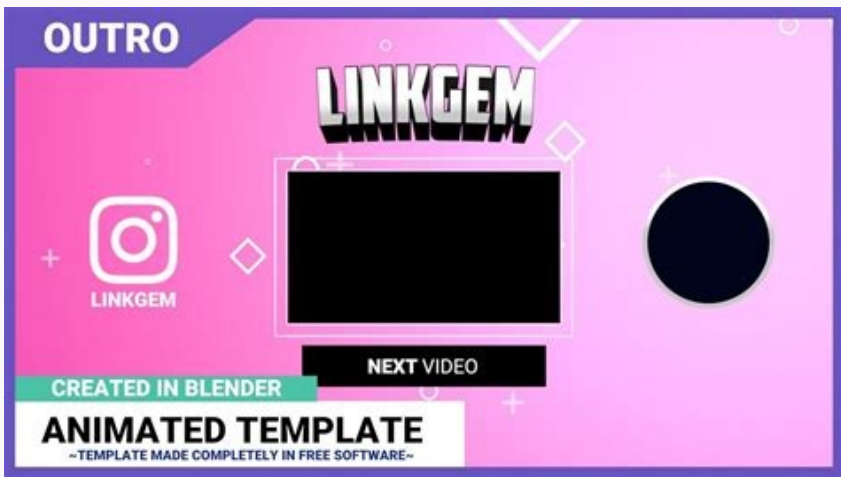 OUTRO
LINKGEM
LINKGEM
NEXT VIDEO
CREATED IN BLENDER
ANIMATED TEMPLATE
~TEMPLATE MADE COMPLETELY IN FREE SOFTWARE~